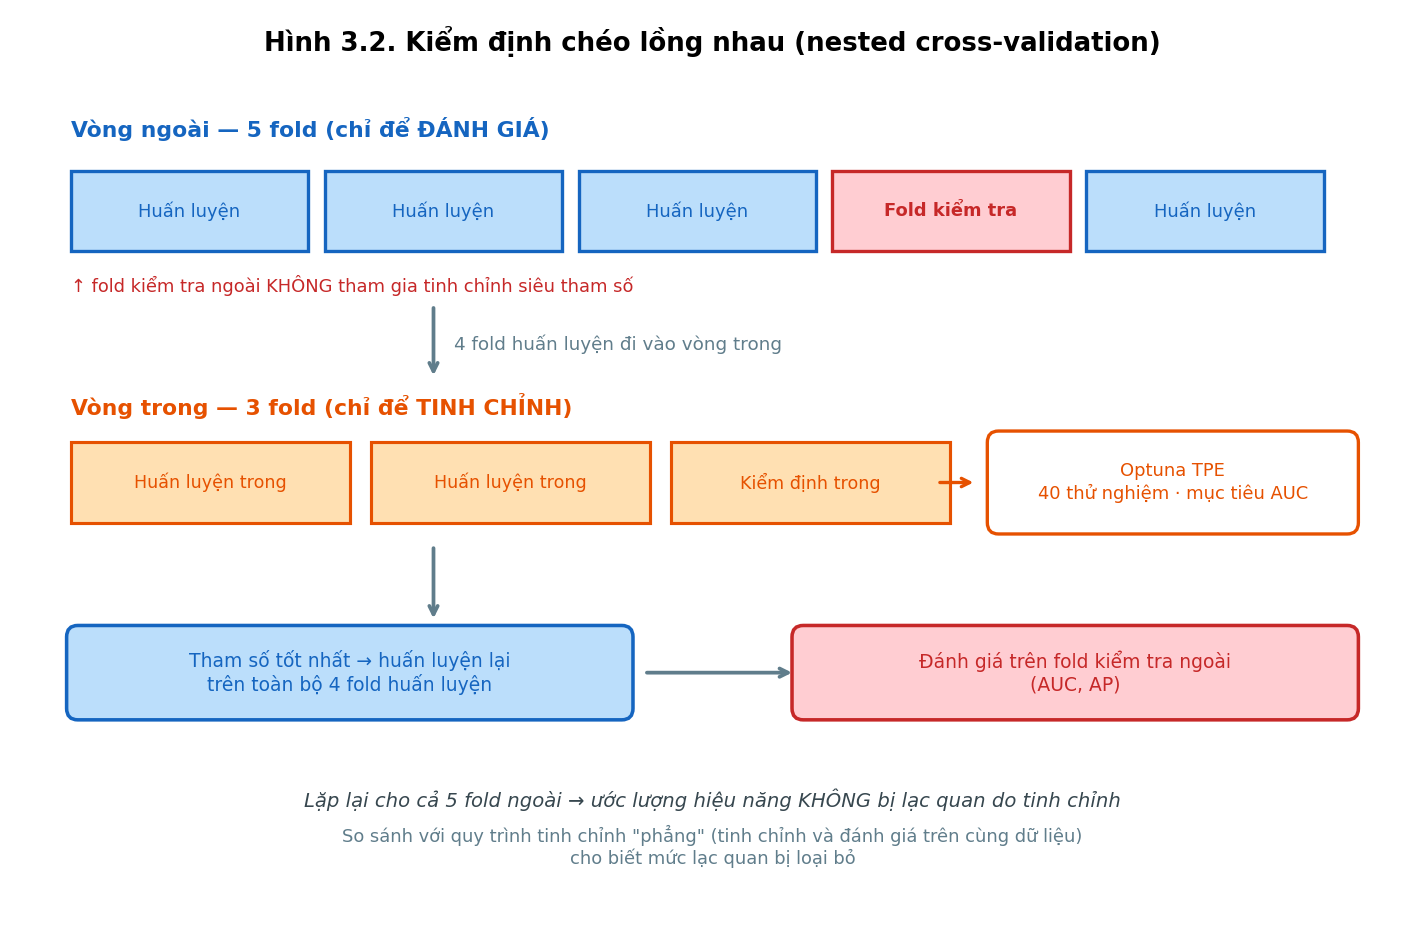 Hình 3.2. Kiểm định chéo lồng nhau (nested cross-validation)
Vòng ngoài — 5 fold (chỉ để ĐÁNH GIÁ)
Huấn luyện
Huấn luyện
Huấn luyện
Fold kiểm tra
Huấn luyện
↑ fold kiểm tra ngoài KHÔNG tham gia tinh chỉnh siêu tham số
4 fold huấn luyện đi vào vòng trong
Vòng trong — 3 fold (chỉ để TINH CHỈNH)
Huấn luyện trong
Huấn luyện trong
Kiểm định trong
Optuna TPE
40 thử nghiệm · mục tiêu AUC
Tham số tốt nhất → huấn luyện lại
trên toàn bộ 4 fold huấn luyện
Đánh giá trên fold kiểm tra ngoài
(AUC, AP)
Lặp lại cho cả 5 fold ngoài → ước lượng hiệu năng KHÔNG bị lạc quan do tinh chỉnh
So sánh với quy trình tinh chỉnh "phẳng" (tinh chỉnh và đánh giá trên cùng dữ liệu)
cho biết mức lạc quan bị loại bỏ